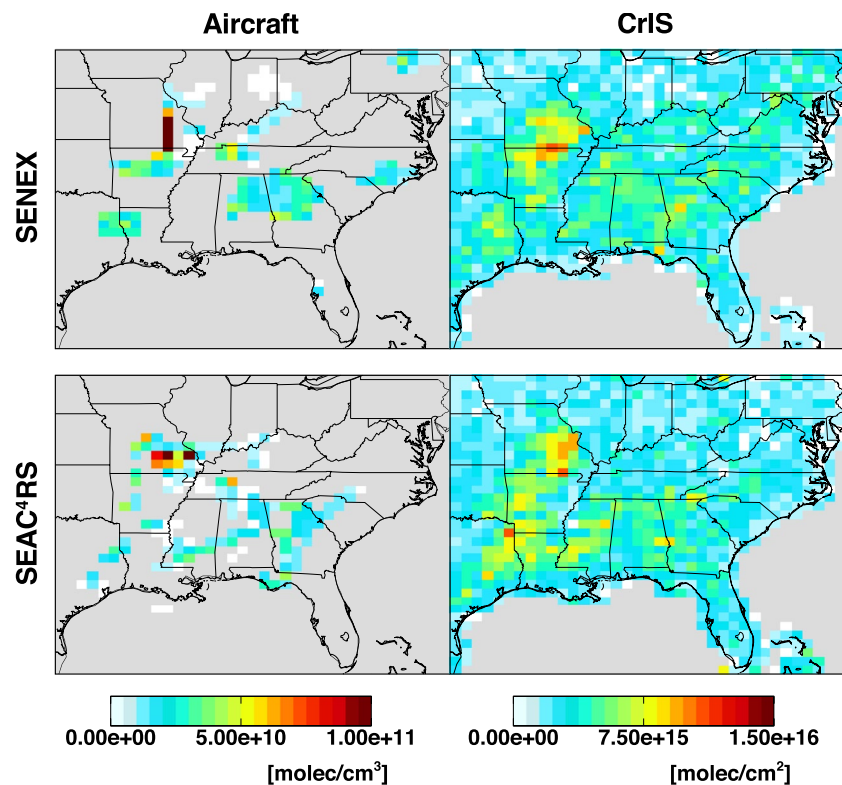 Aircraft
CrIS
SENEX
SEAC⁴RS
0.00e+00 5.00e+10 1.00e+11
[molec/cm³]
0.00e+00 7.50e+15 1.50e+16
[molec/cm²]